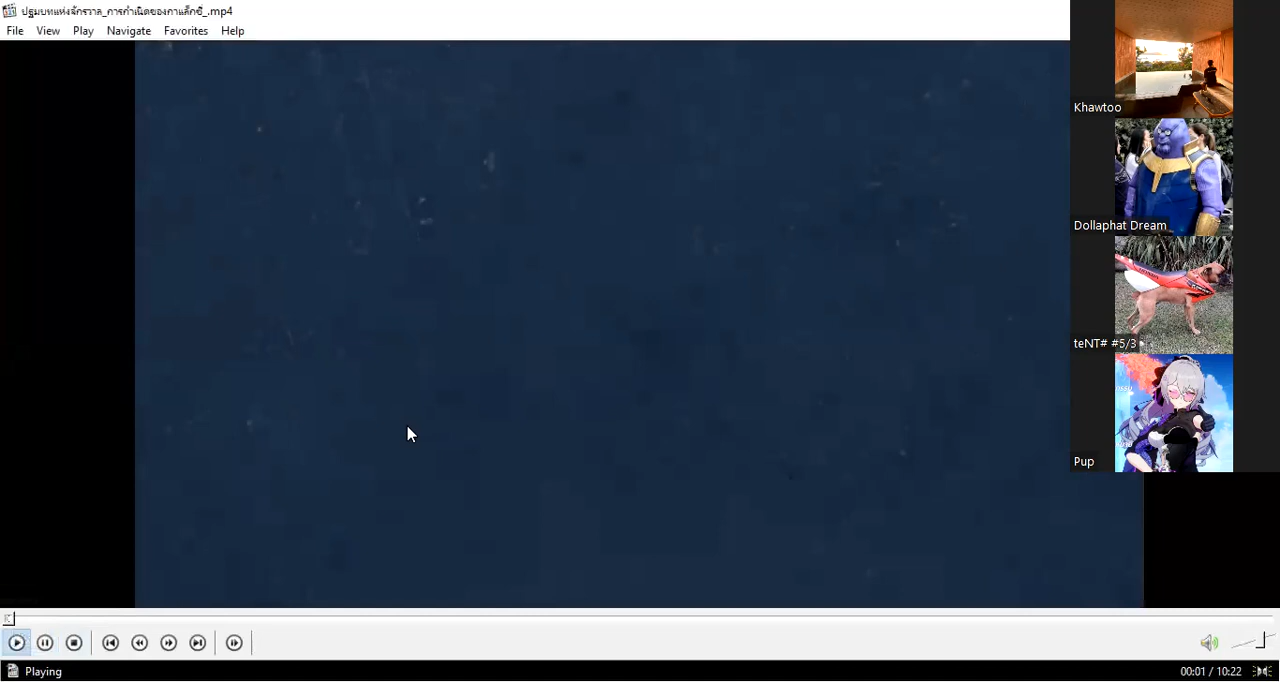 ปฐมบทแห่งจักรวาล_การกำเนิดของกาแล็กซี่_.mp4
File View Play Navigate Favorites Help
Khawtoo
Dollaphat Dream
teNT# #5/3
Pup
Playing
00:01 / 10:22